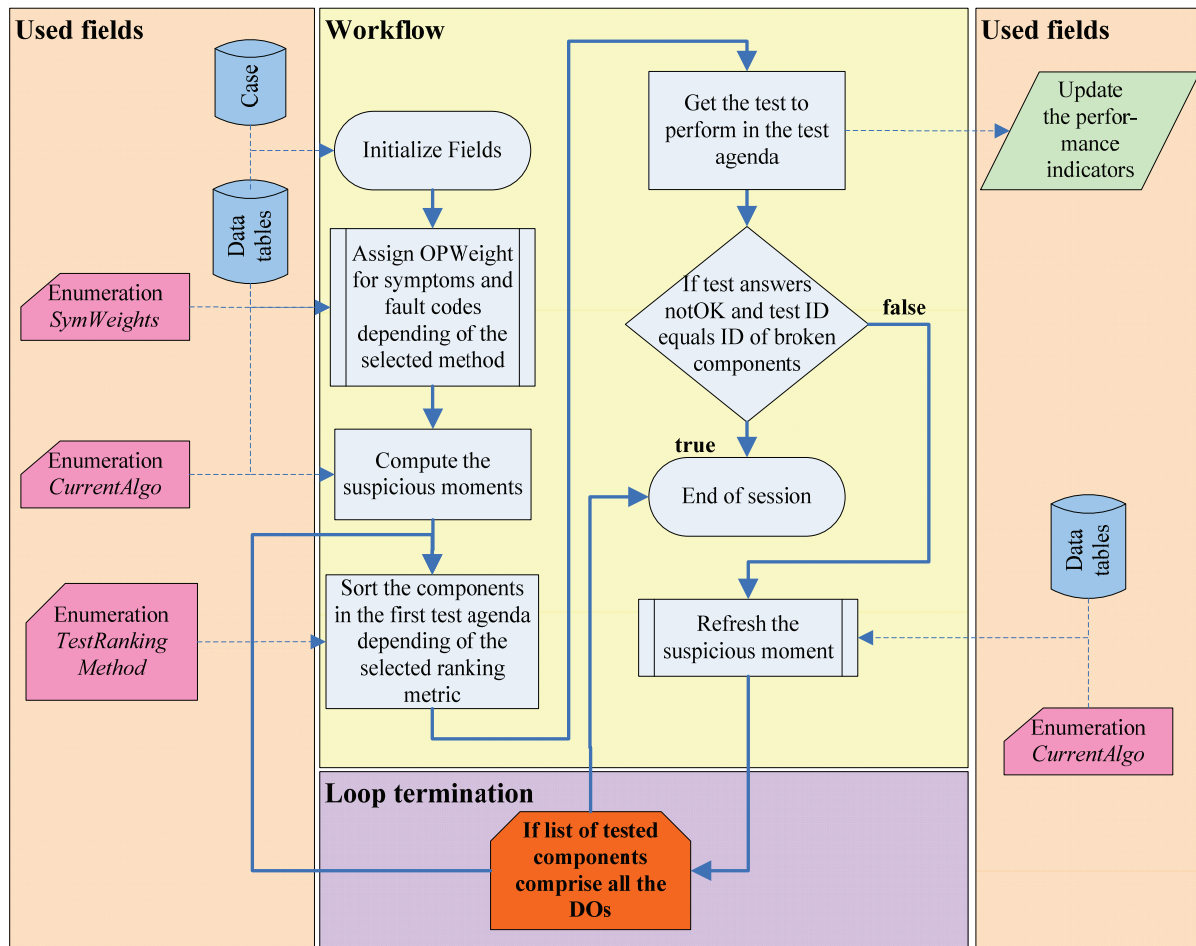 Used fields
Case
Data
tables
Enumeration
SymWeights
Enumeration
CurrentAlgo
Enumeration
TestRanking
Method
Workflow
Initialize Fields
Assign OPWeight
for symptoms and
fault codes
depending of the
selected method
Compute the
suspicious moments
Sort the components
in the first test agenda
depending of the
selected ranking
metric
Get the test to
perform in the test
agenda
If test answers
notOK and test ID
equals ID of broken
components
false
true
End of session
Refresh the
suspicious moment
Loop termination
If list of tested
components
comprise all the
DOs
Used fields
Update
the perfor-
mance
indicators
Data
tables
Enumeration
CurrentAlgo